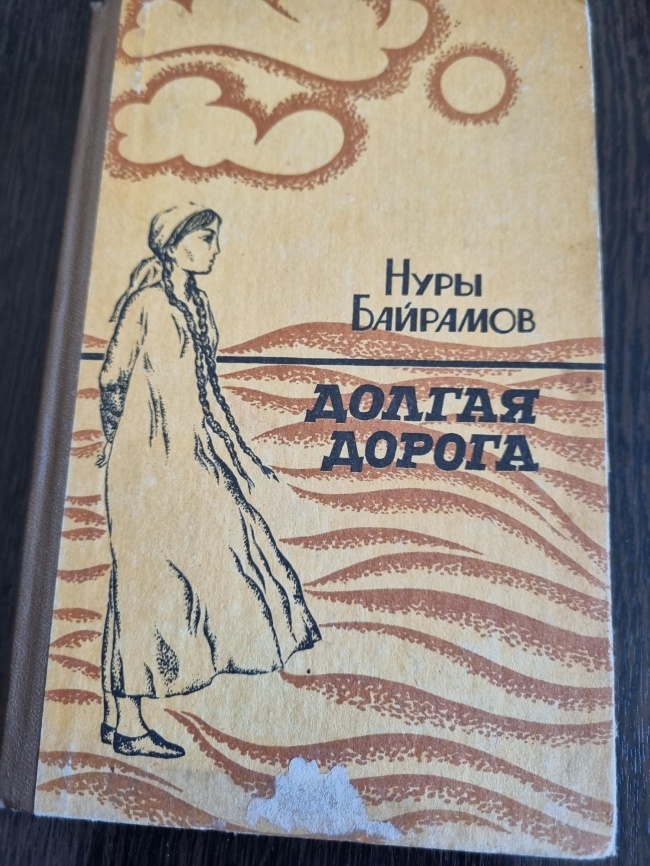 Нуры
Байрамов
Долгая
дорога